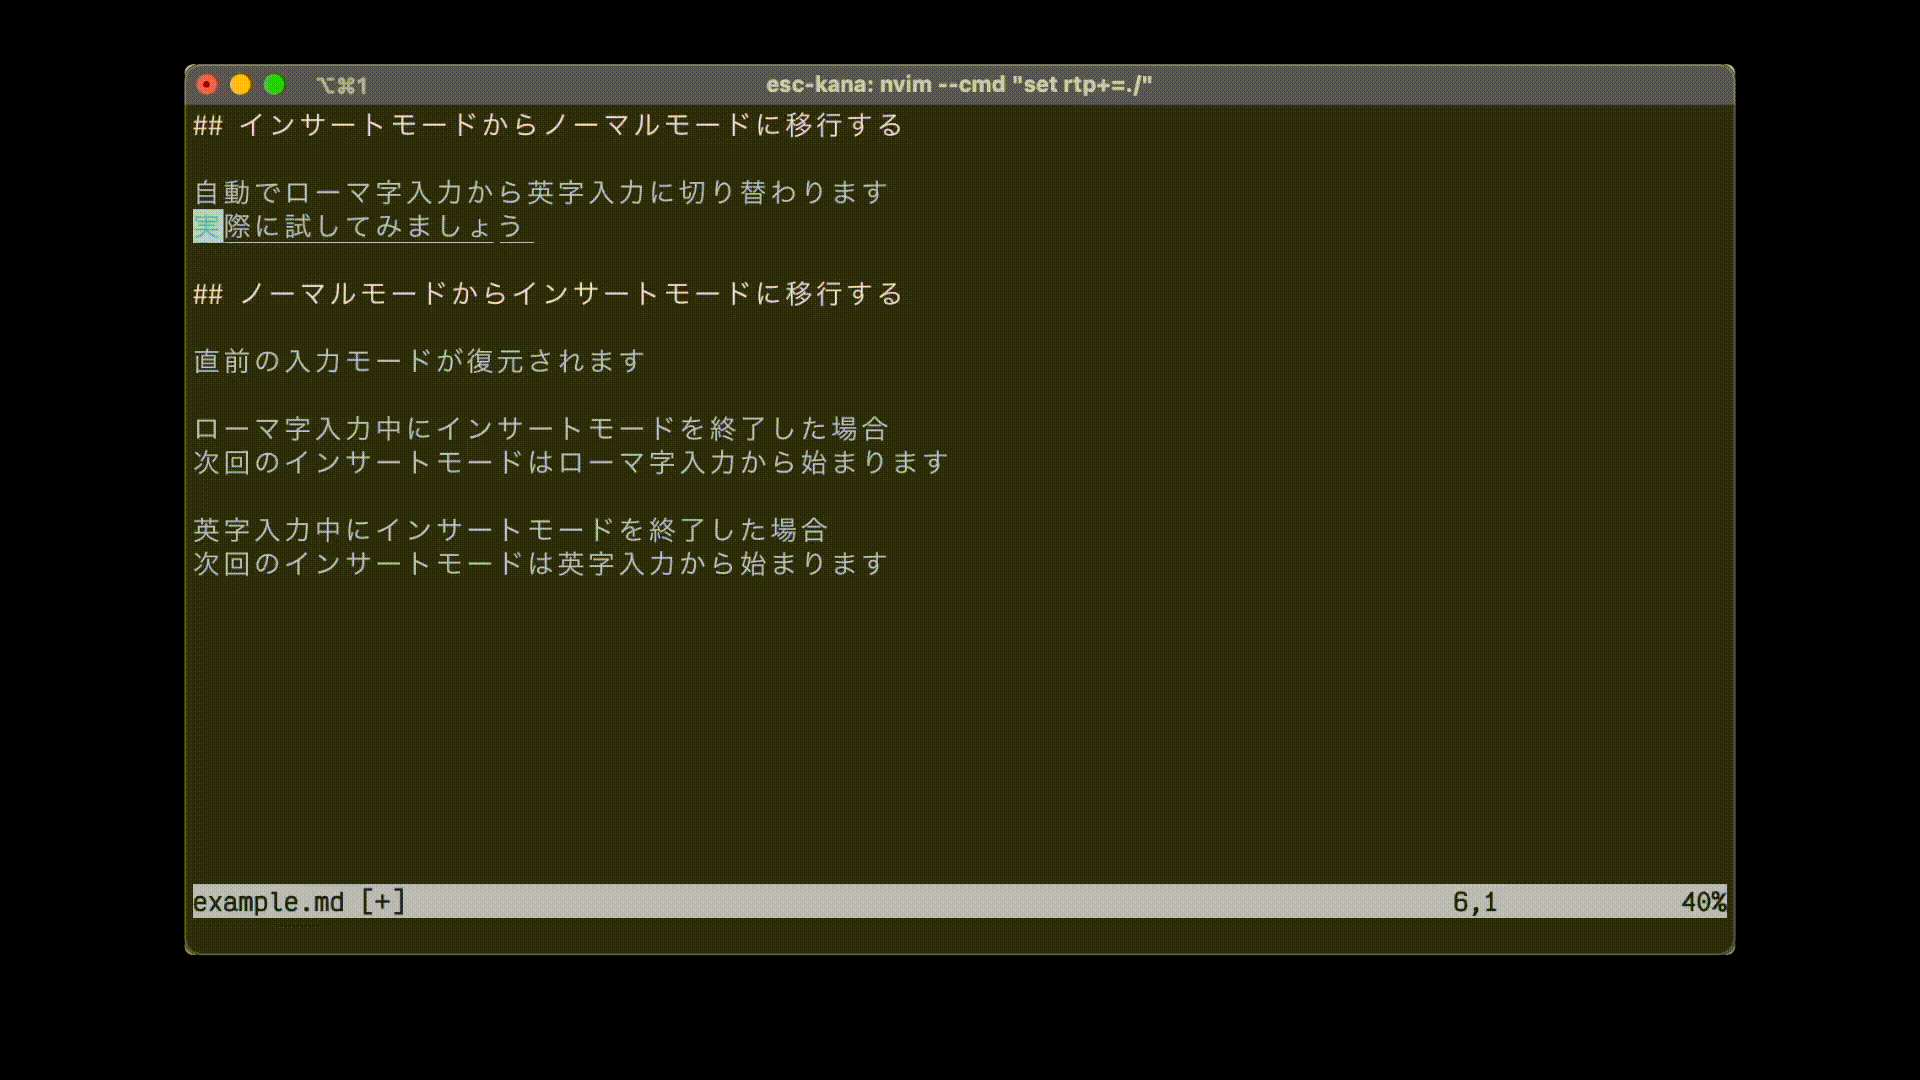 ⌥⌘1
esc-kana: nvim --cmd "set rtp+=./"
## インサートモードからノーマルモードに移行する
自動でローマ字入力から英字入力に切り替わります
実際に試してみましょう
## ノーマルモードからインサートモードに移行する
直前の入力モードが復元されます
ローマ字入力中にインサートモードを終了した場合
次回のインサートモードはローマ字入力から始まります
英字入力中にインサートモードを終了した場合
次回のインサートモードは英字入力から始まります
example.md [+] 6,1 40%